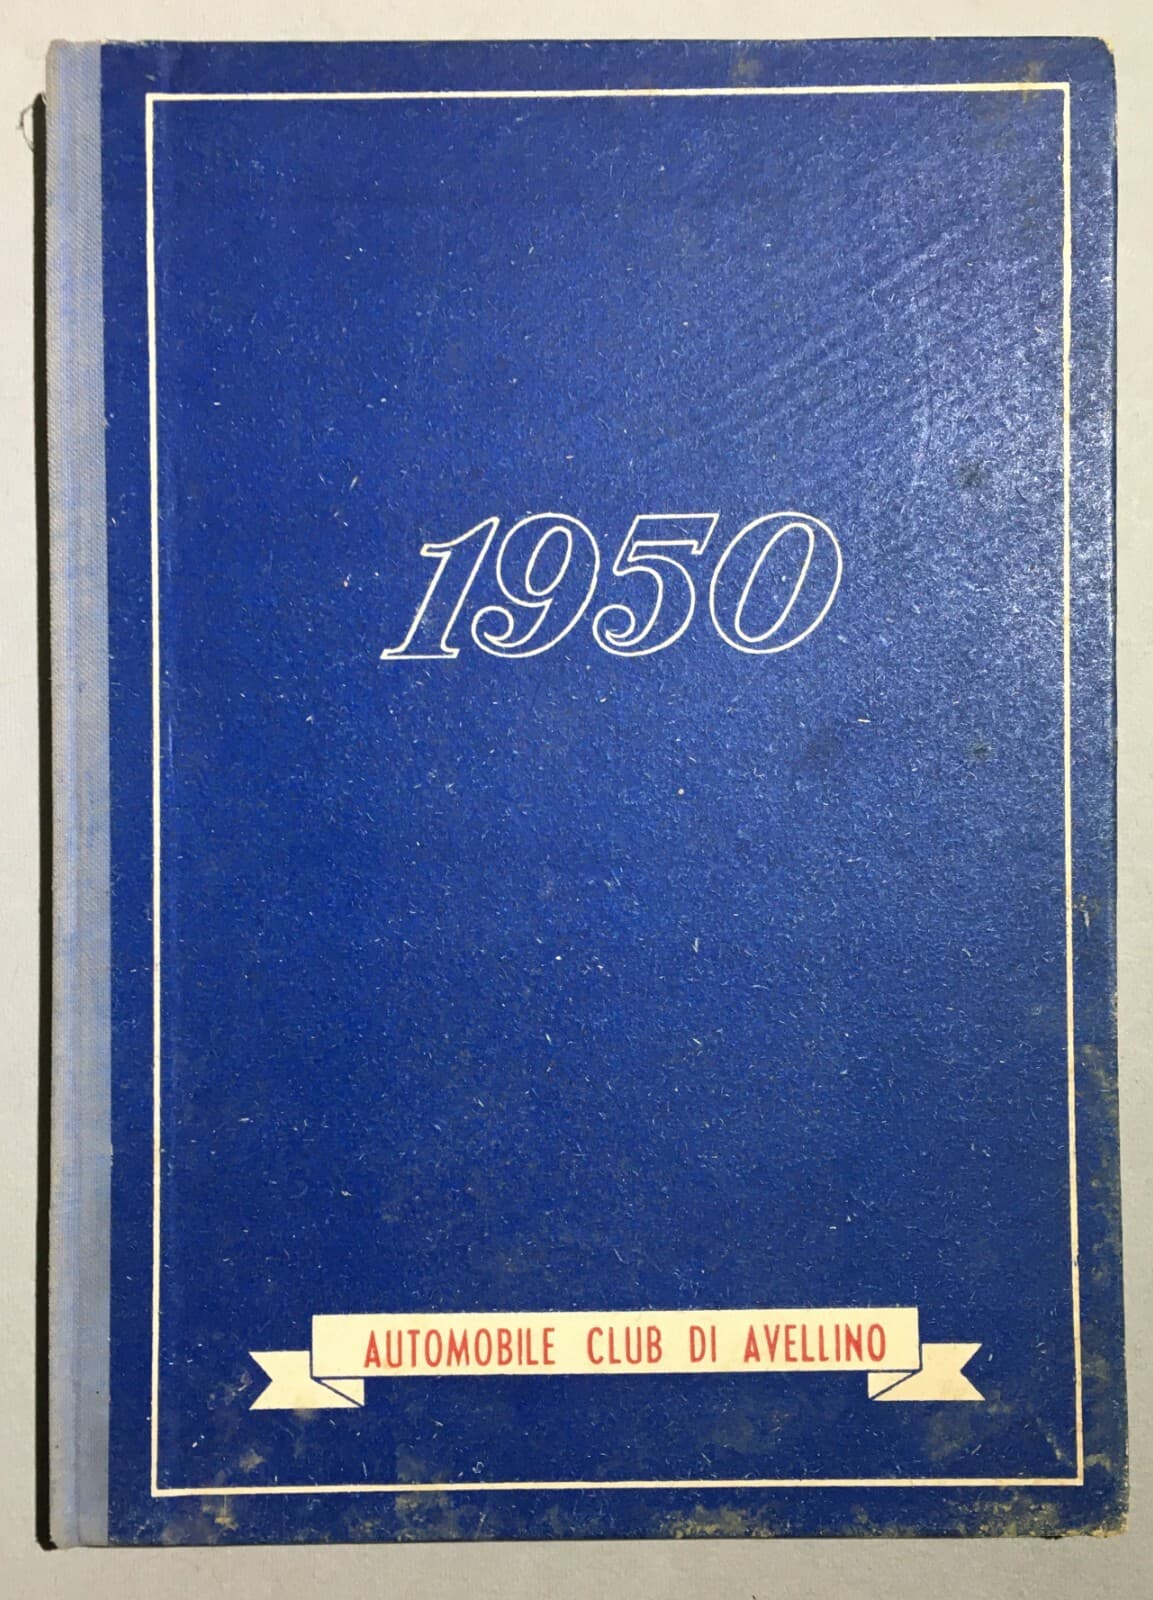 1950
AUTOMOBILE CLUB DI AVELLINO